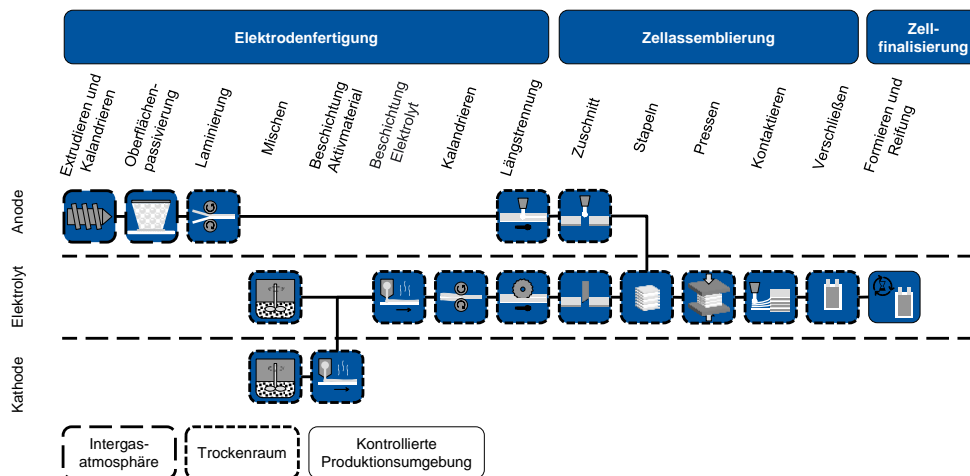 Elektrodenfertigung
Zellassemblierung
Zell-
finalisierung
Extrudieren und
Kalandrieren
Oberflächen-
passivierung
Laminierung
Mischen
Beschichtung
Aktivmaterial
Beschichtung
Elektrolyt
Kalandrieren
Längstrennung
Zuschnitt
Stapeln
Pressen
Kontaktieren
Verschließen
Formieren und
Reifung
Anode
Elektrolyt
Kathode
Intergas-
atmosphäre
Trockenraum
Kontrollierte
Produktionsumgebung